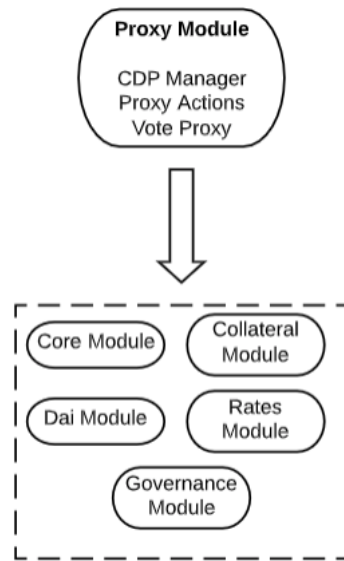 Proxy Module
CDP Manager
Proxy Actions
Vote Proxy
Core Module
Collateral
Module
Dai Module
Rates
Module
Governance
Module